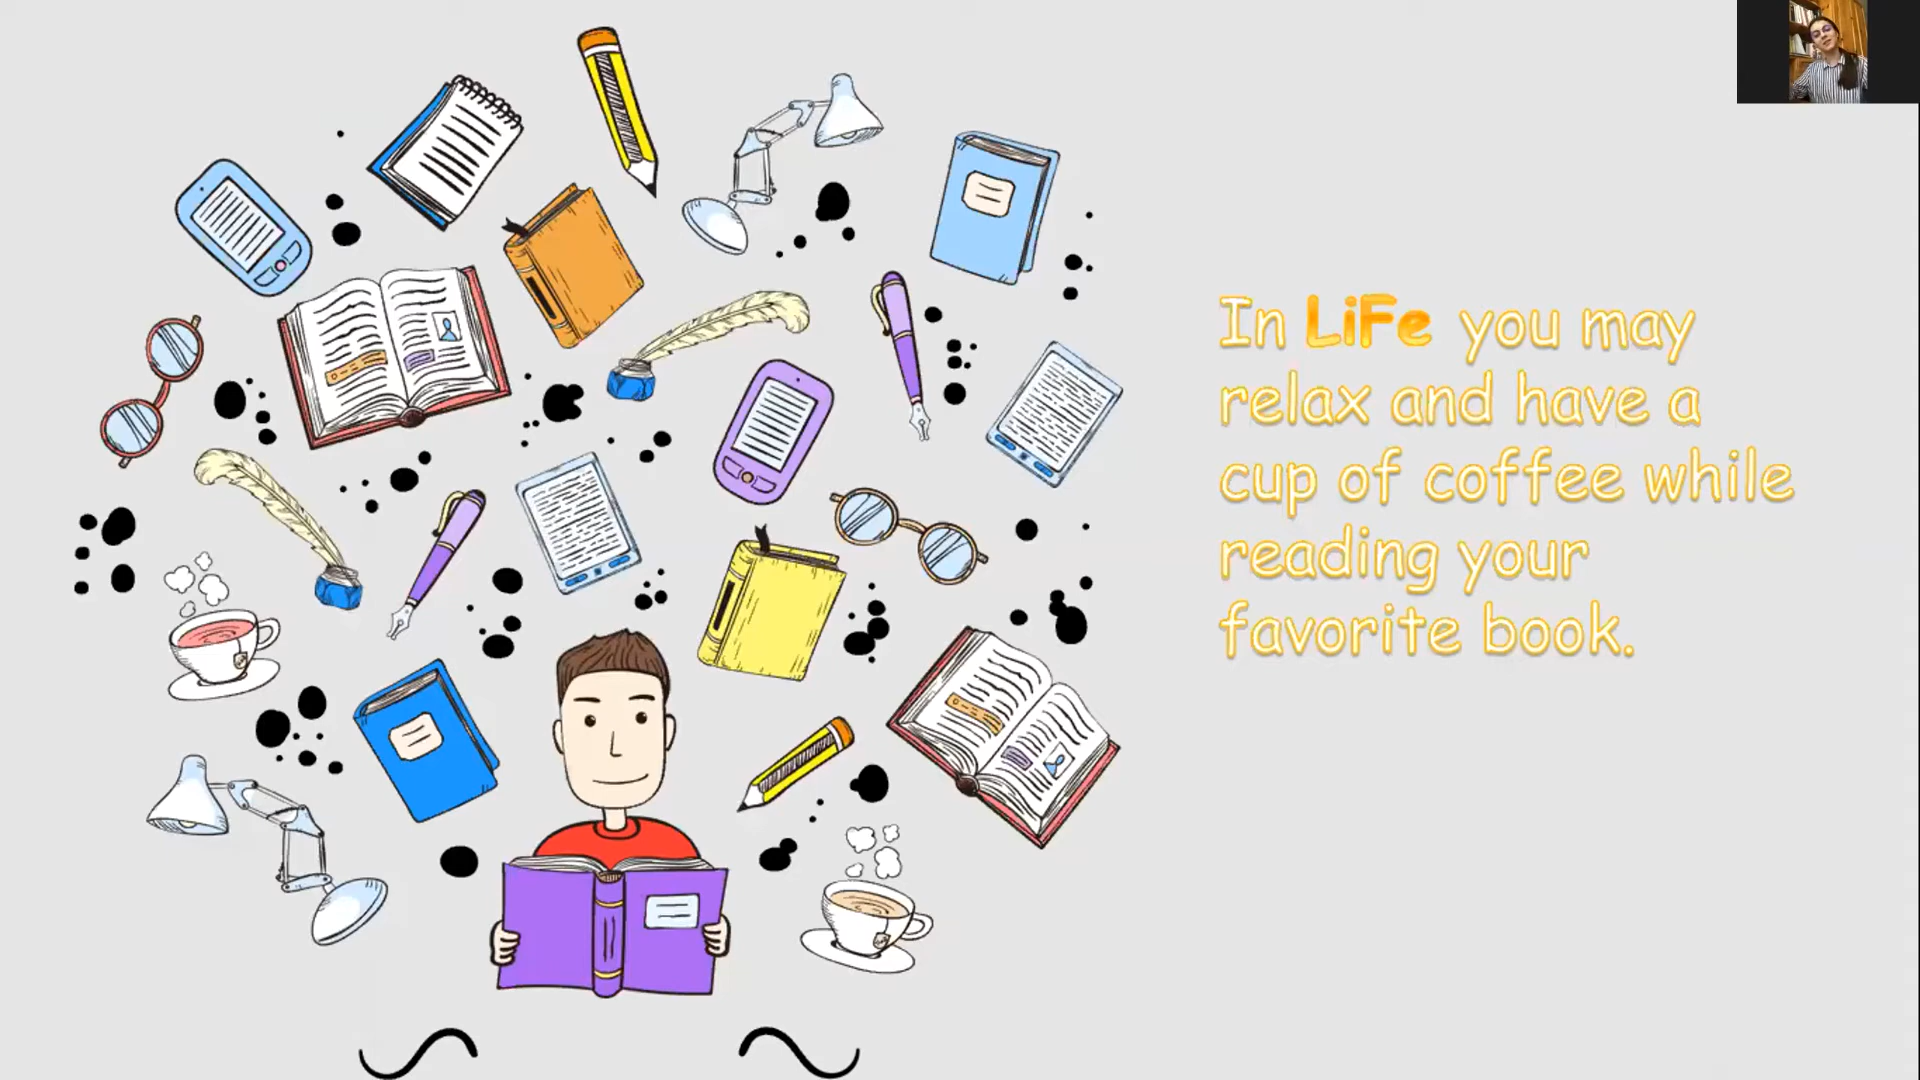 In LiFe you may
relax and have a
cup of coffee while
reading your
favorite book.